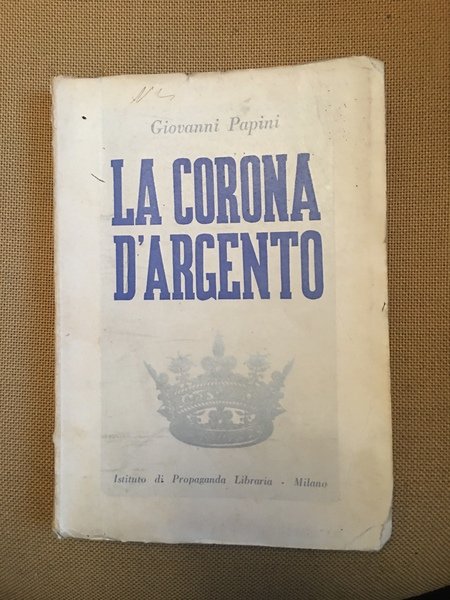 Giovanni Papini
LA CORONA
D'ARGENTO
Istituto di Propaganda Libraria - Milano